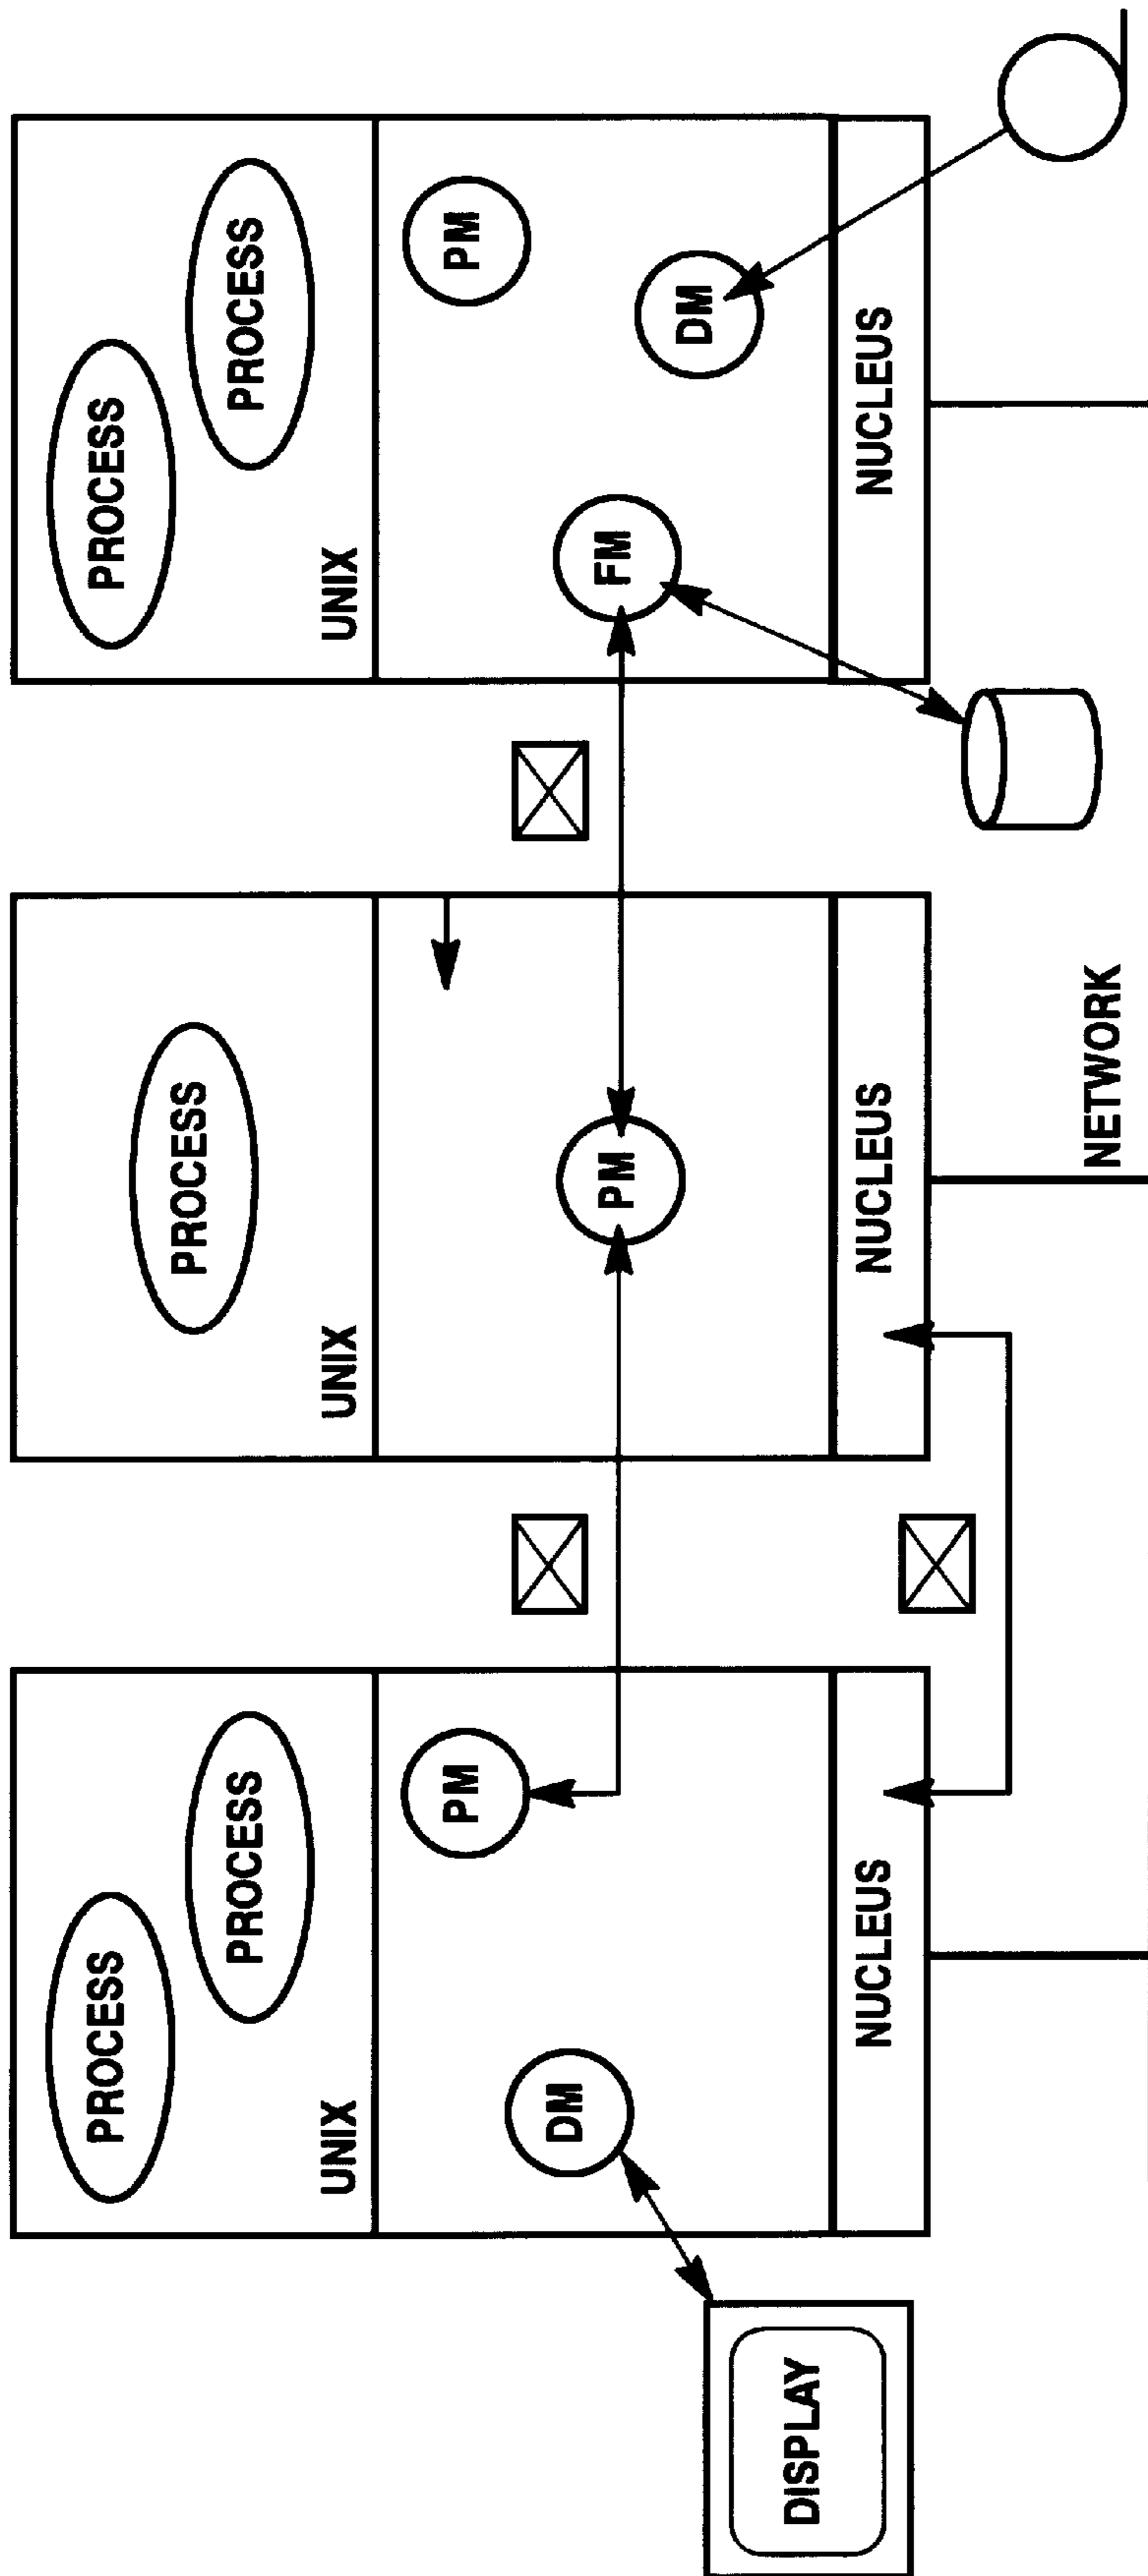 PROCESS
PROCESS
UNIX
DM
PM
NUCLEUS
DISPLAY
PROCESS
UNIX
PM
NUCLEUS
NETWORK
PROCESS
PROCESS
UNIX
FM
PM
DM
NUCLEUS